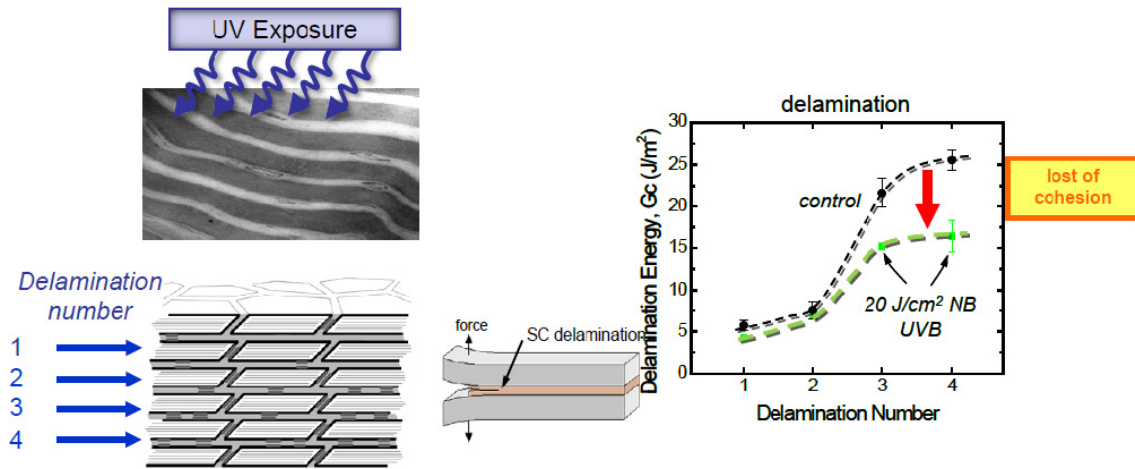 UV Exposure
Delamination
number
1
2
3
4
force
SC delamination
delamination
Delamination Energy, Gc (J/m²)
30
25
20
15
10
5
0
control
20 J/cm² NB
UVB
1
2
3
4
Delamination Number
lost of
cohesion